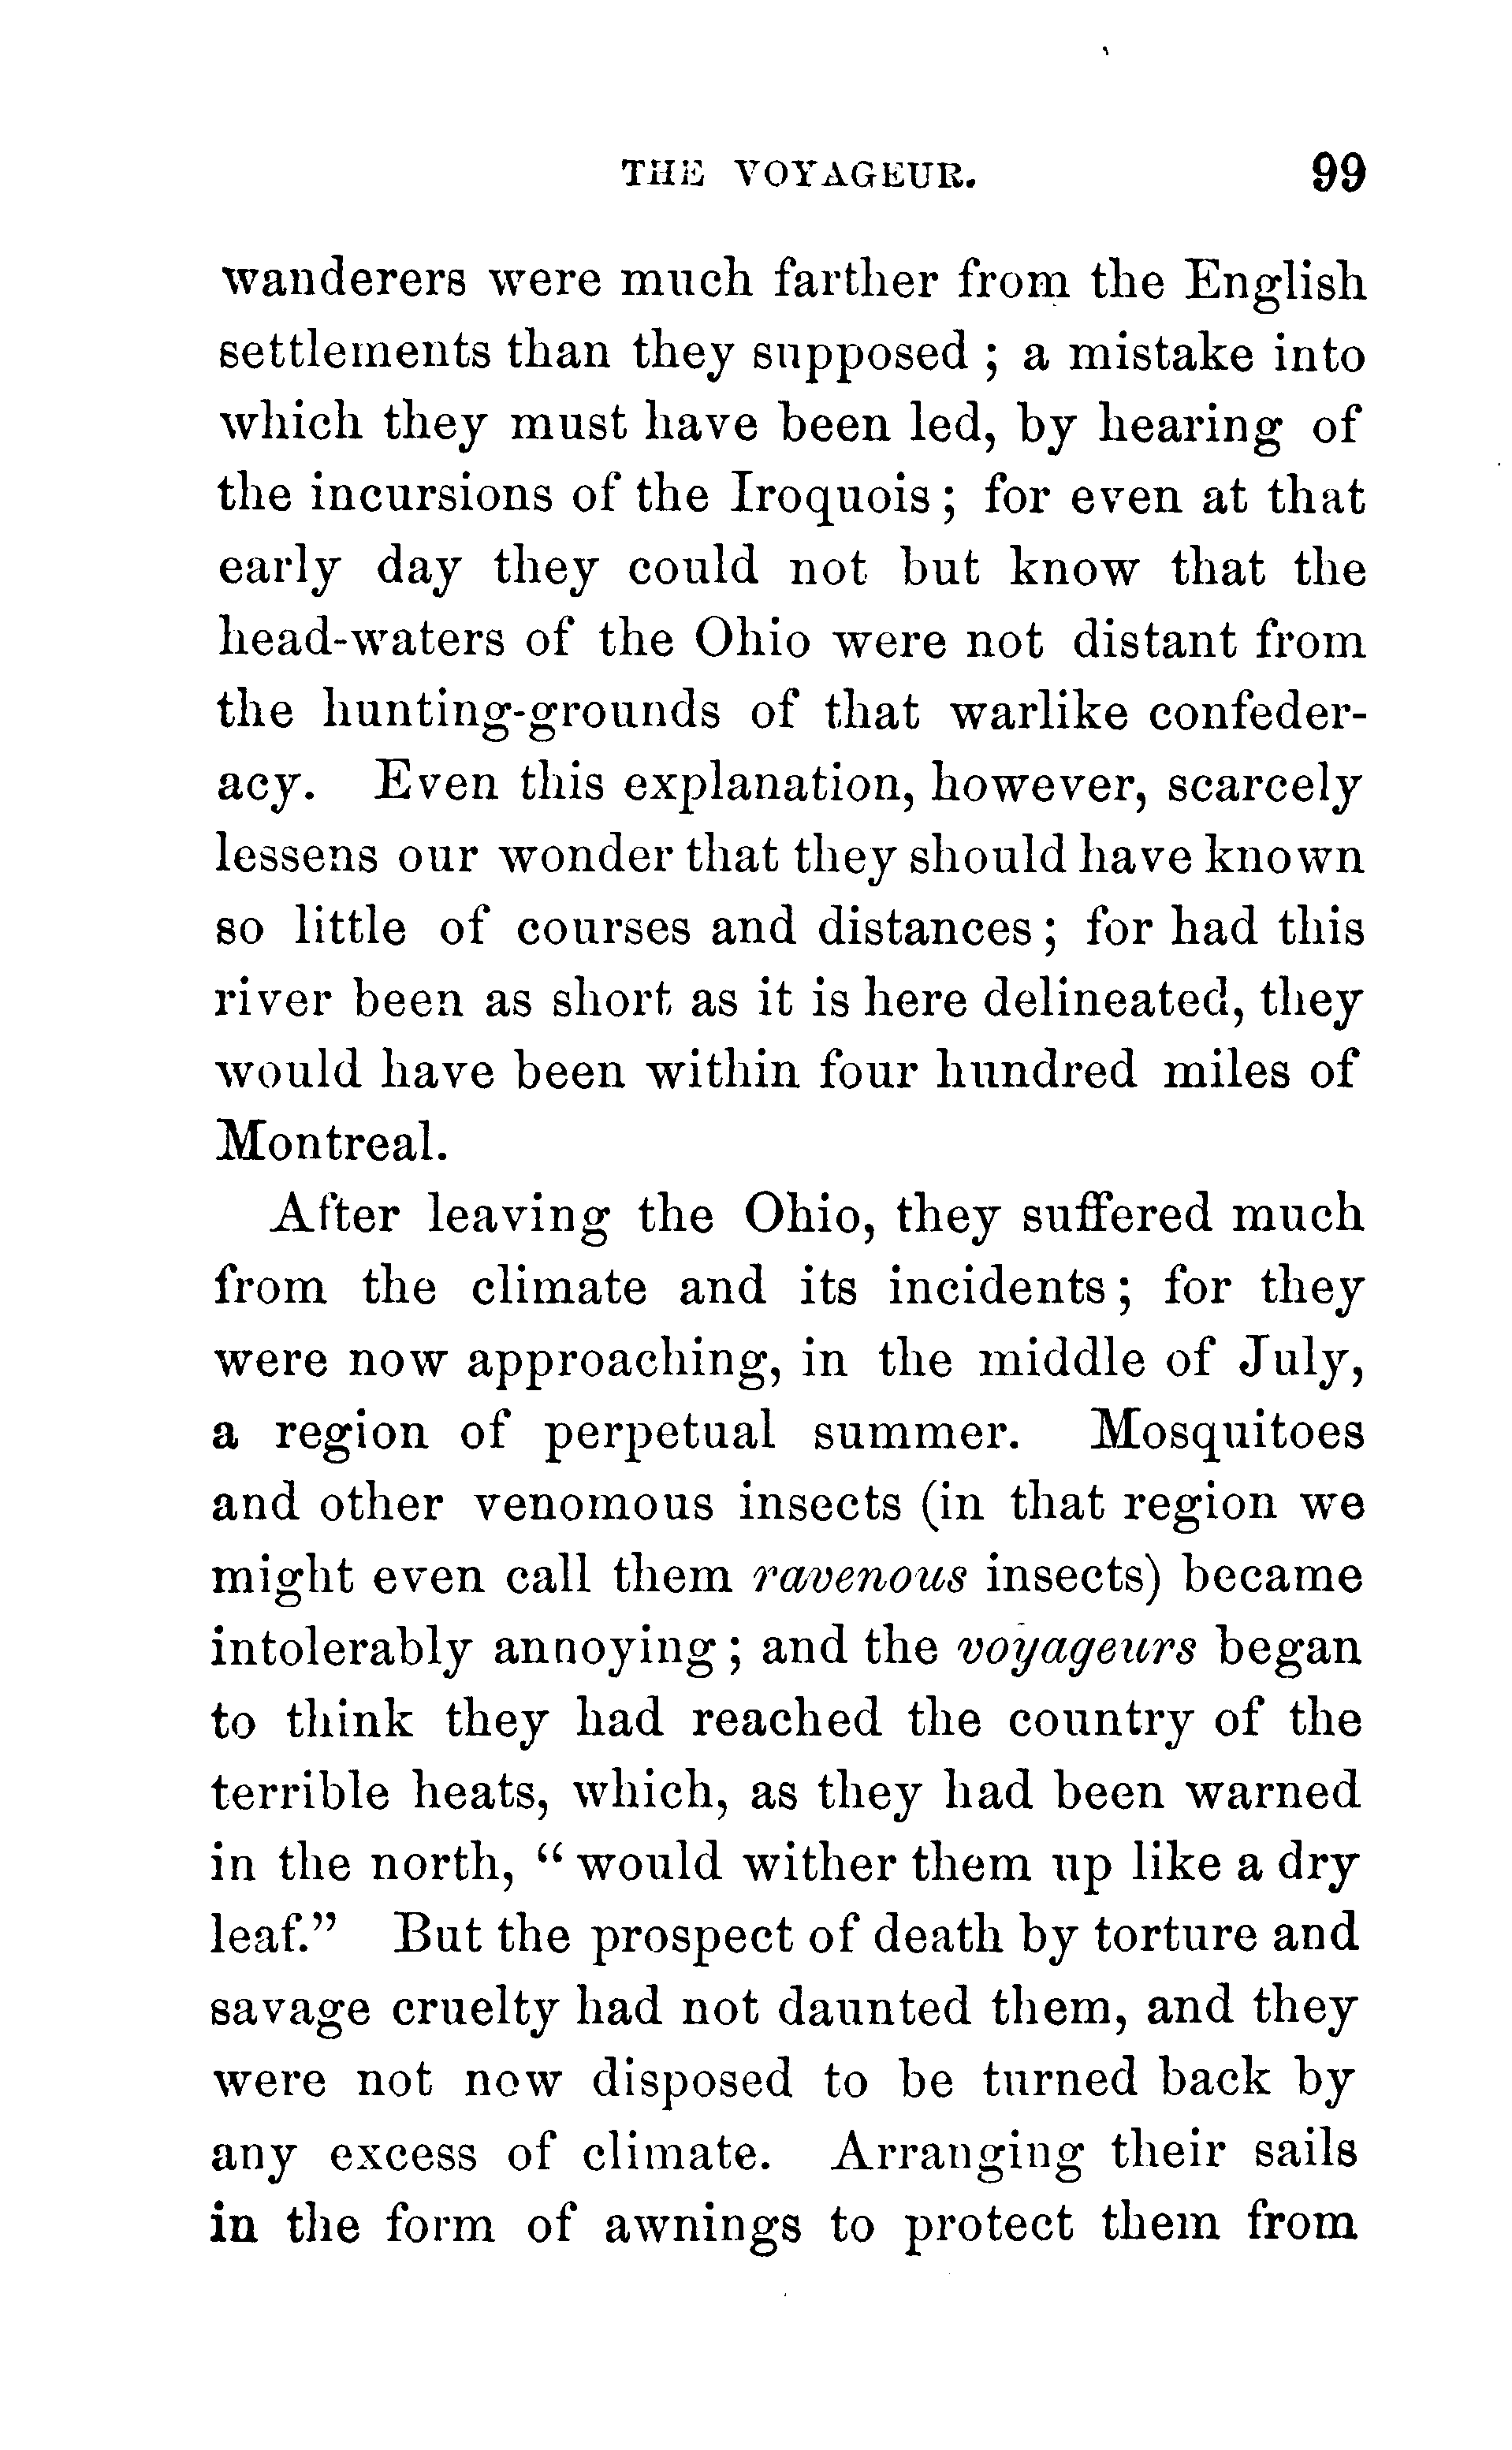 THE VOYAGEUR. 99
wanderers were much farther from the English
settlements than they supposed ; a mistake into
which they must have been led, by hearing of
the incursions of the Iroquois ; for even at that
early day they could not but know that the
head-waters of the Ohio were not distant from
the hunting-grounds of that warlike confeder-
acy. Even this explanation, however, scarcely
lessens our wonder that they should have known
so little of courses and distances ; for had this
river been as short as it is here delineated, they
would have been within four hundred miles of
Montreal.
After leaving the Ohio, they suffered much
from the climate and its incidents ; for they
were now approaching, in the middle of July,
a region of perpetual summer. Mosquitoes
and other venomous insects (in that region we
might even call them ravenous insects) became
intolerably annoying ; and the voyageurs began
to think they had reached the country of the
terrible heats, which, as they had been warned
in the north, “ would wither them up like a dry
leaf.” But the prospect of death by torture and
savage cruelty had not daunted them, and they
were not now disposed to be turned back by
any excess of climate. Arranging their sails
in the form of awnings to protect them from